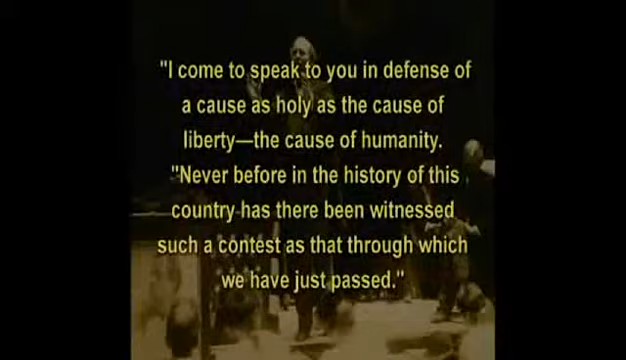 "I come to speak to you in defense of
a cause as holy as the cause of
liberty—the cause of humanity.
"Never before in the history of this
country has there been witnessed
such a contest as that through which
we have just passed."